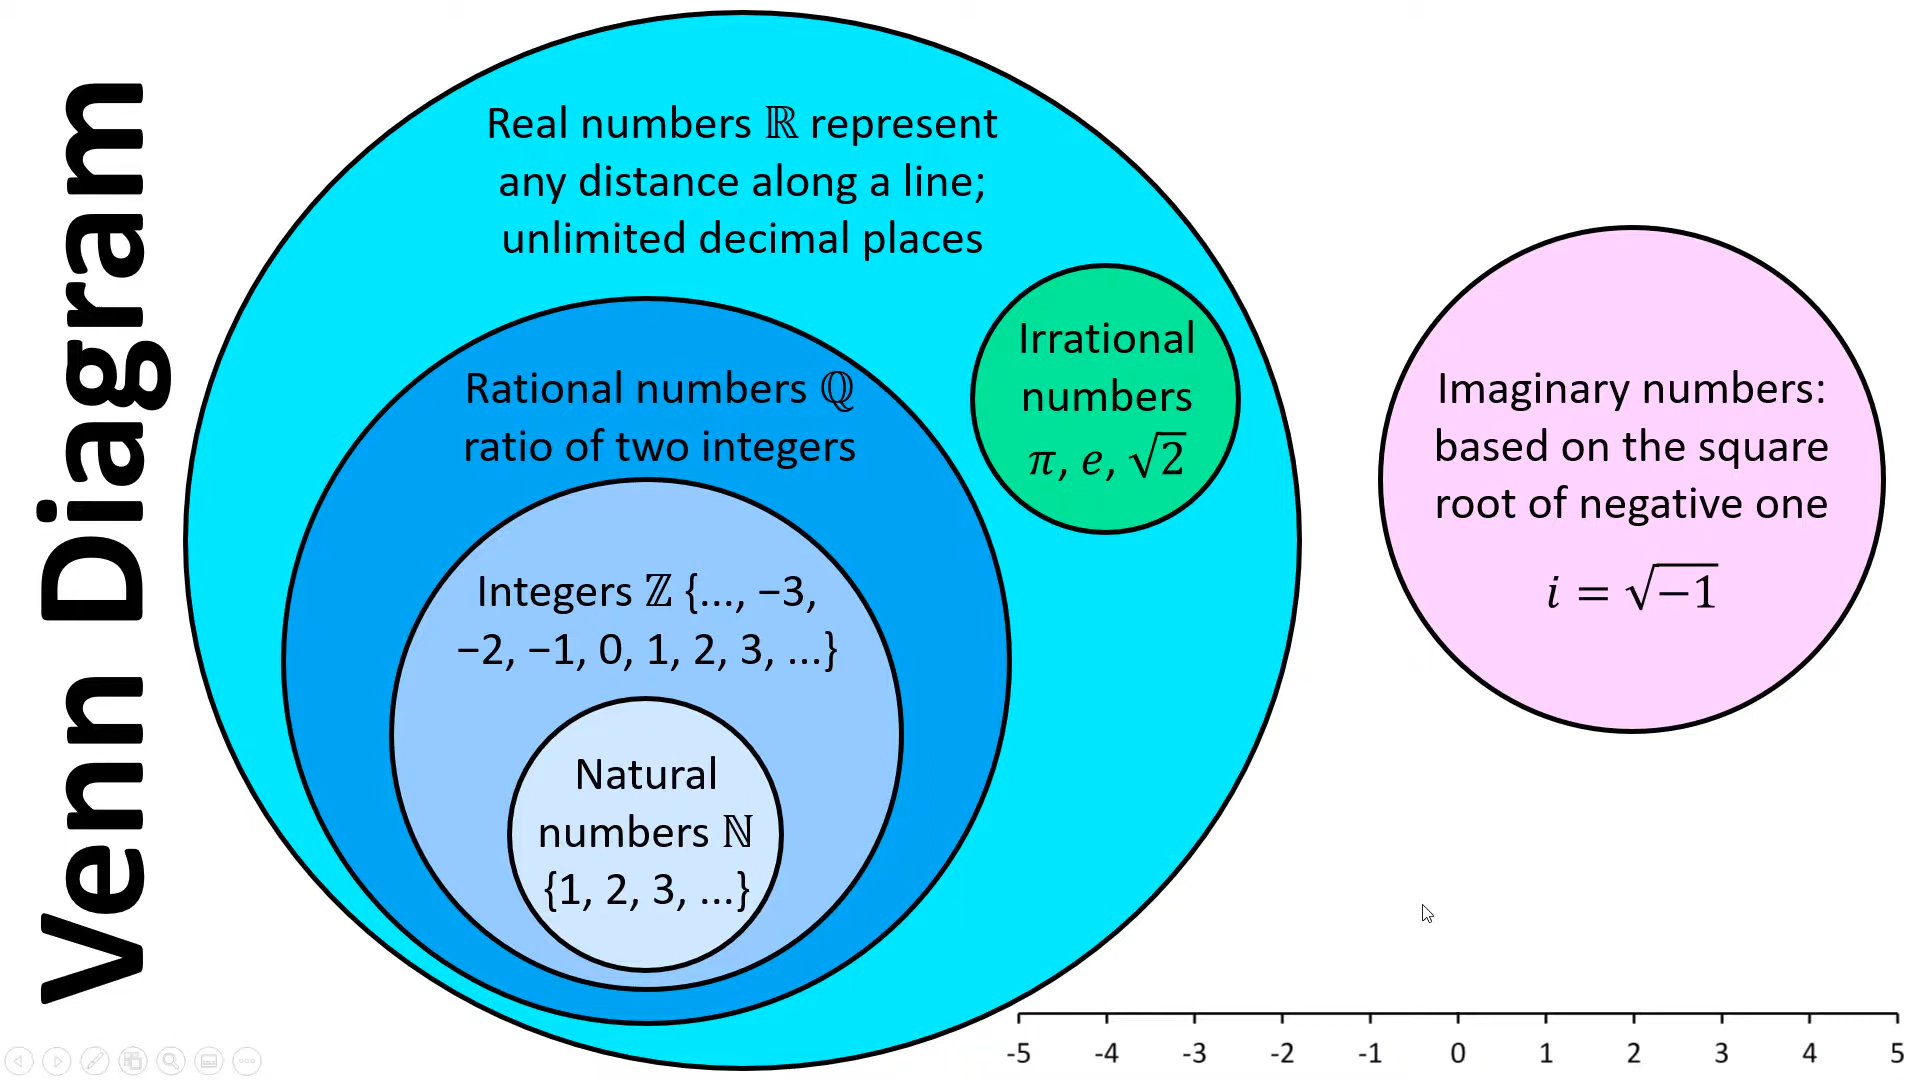 Venn Diagram
Real numbers ℝ represent
any distance along a line;
unlimited decimal places
Irrational
numbers
π, e, √2
Rational numbers ℚ
ratio of two integers
Integers ℤ {..., −3,
−2, −1, 0, 1, 2, 3, ...}
Natural
numbers ℕ
{1, 2, 3, ...}
Imaginary numbers:
based on the square
root of negative one
i = √−1
-5 -4 -3 -2 -1 0 1 2 3 4 5